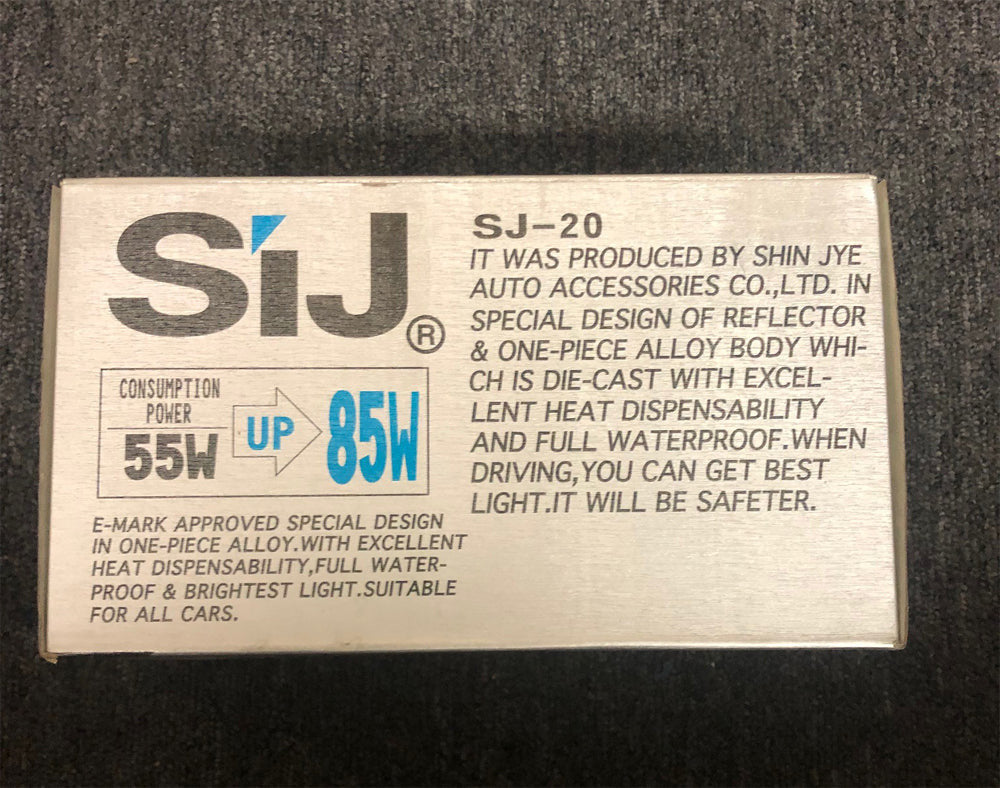 SiJ®
CONSUMPTION
POWER
55W
UP
85W
E-MARK APPROVED SPECIAL DESIGN
IN ONE-PIECE ALLOY.WITH EXCELLENT
HEAT DISPENSABILITY,FULL WATER-
PROOF & BRIGHTEST LIGHT.SUITABLE
FOR ALL CARS.
SJ-20
IT WAS PRODUCED BY SHIN JYE
AUTO ACCESSORIES CO.,LTD. IN
SPECIAL DESIGN OF REFLECTOR
& ONE-PIECE ALLOY BODY WHI-
CH IS DIE-CAST WITH EXCEL-
LENT HEAT DISPENSABILITY
AND FULL WATERPROOF.WHEN
DRIVING,YOU CAN GET BEST
LIGHT.IT WILL BE SAFETER.